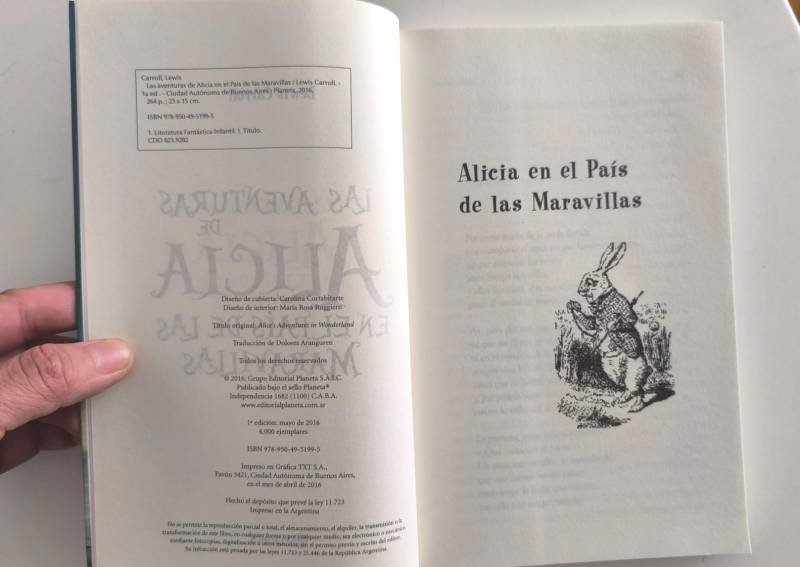 Carroll, Lewis
Las aventuras de Alicia en el País de las Maravillas / Lewis Carroll. -
1a ed . - Ciudad Autónoma de Buenos Aires : Planeta, 2016.
264 p. ; 23 x 15 cm.
ISBN 978-950-49-5199-5
1. Literatura Fantástica Infantil. I. Título.
CDD 823.9282
LAS AVENTURAS
DE
ALICIA
EN EL PAÍS DE LAS
MARAVILLAS
Diseño de cubierta: Carolina Cortabitarte
Diseño de interior: María Rosa Ruggiero
Título original: Alice's Adventures in Wonderland
Traducción de Dolores Aranguren
Todos los derechos reservados
© 2016, Grupo Editorial Planeta S.A.I.C.
Publicado bajo el sello Planeta®
Independencia 1682 (1100) C.A.B.A.
www.editorialplaneta.com.ar
1ª edición: mayo de 2016
4.000 ejemplares
ISBN 978-950-49-5199-5
Impreso en Gráfica TXT S.A.,
Pavón 3421, Ciudad Autónoma de Buenos Aires,
en el mes de abril de 2016
Hecho el depósito que prevé la ley 11.723
Impreso en la Argentina
No se permite la reproducción parcial o total, el almacenamiento, el alquiler, la transmisión o la
transformación de este libro, en cualquier forma o por cualquier medio, sea electrónico o mecánico,
mediante fotocopias, digitalización u otros métodos, sin el permiso previo y escrito del editor.
Su infracción está penada por las leyes 11.723 y 25.446 de la República Argentina.
Alicia en el País
de las Maravillas